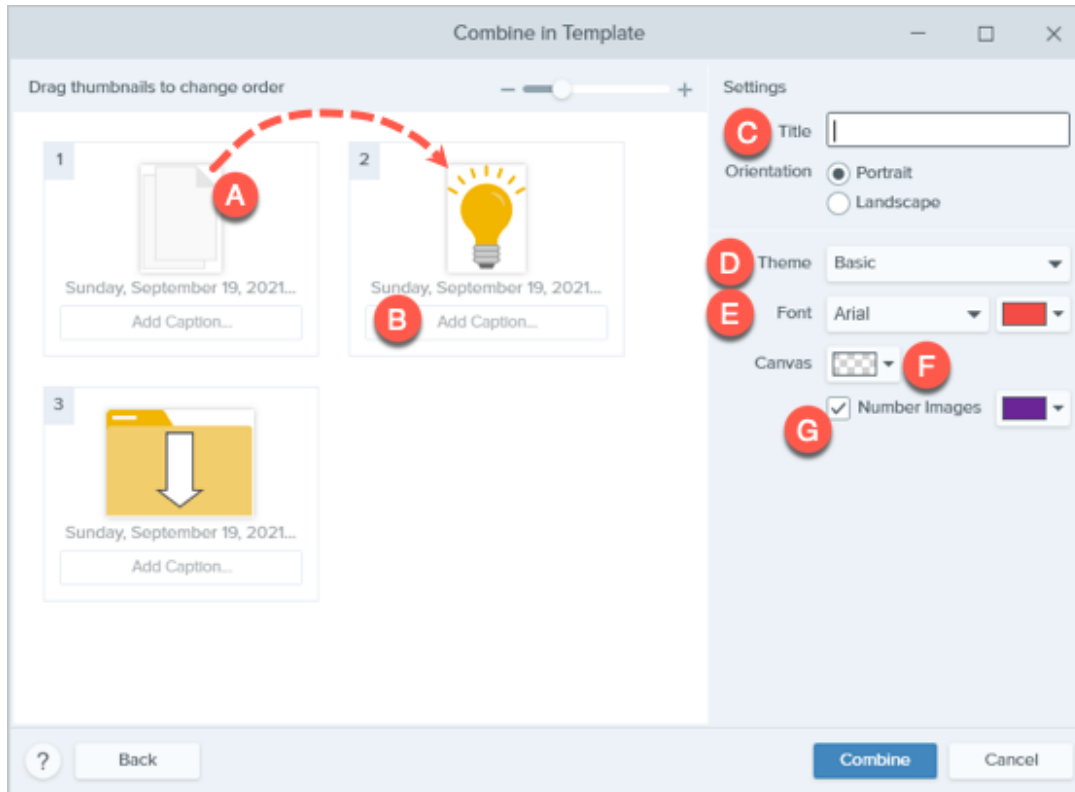 Combine in Template
Drag thumbnails to change order
1
A
Sunday, September 19, 2021...
Add Caption...
2
Sunday, September 19, 2021...
B
Add Caption...
3
Sunday, September 19, 2021...
Add Caption...
Settings
C
Title
Orientation
Portrait
Landscape
D
Theme
Basic
E
Font
Arial
Canvas
F
G
Number Images
?
Back
Combine
Cancel